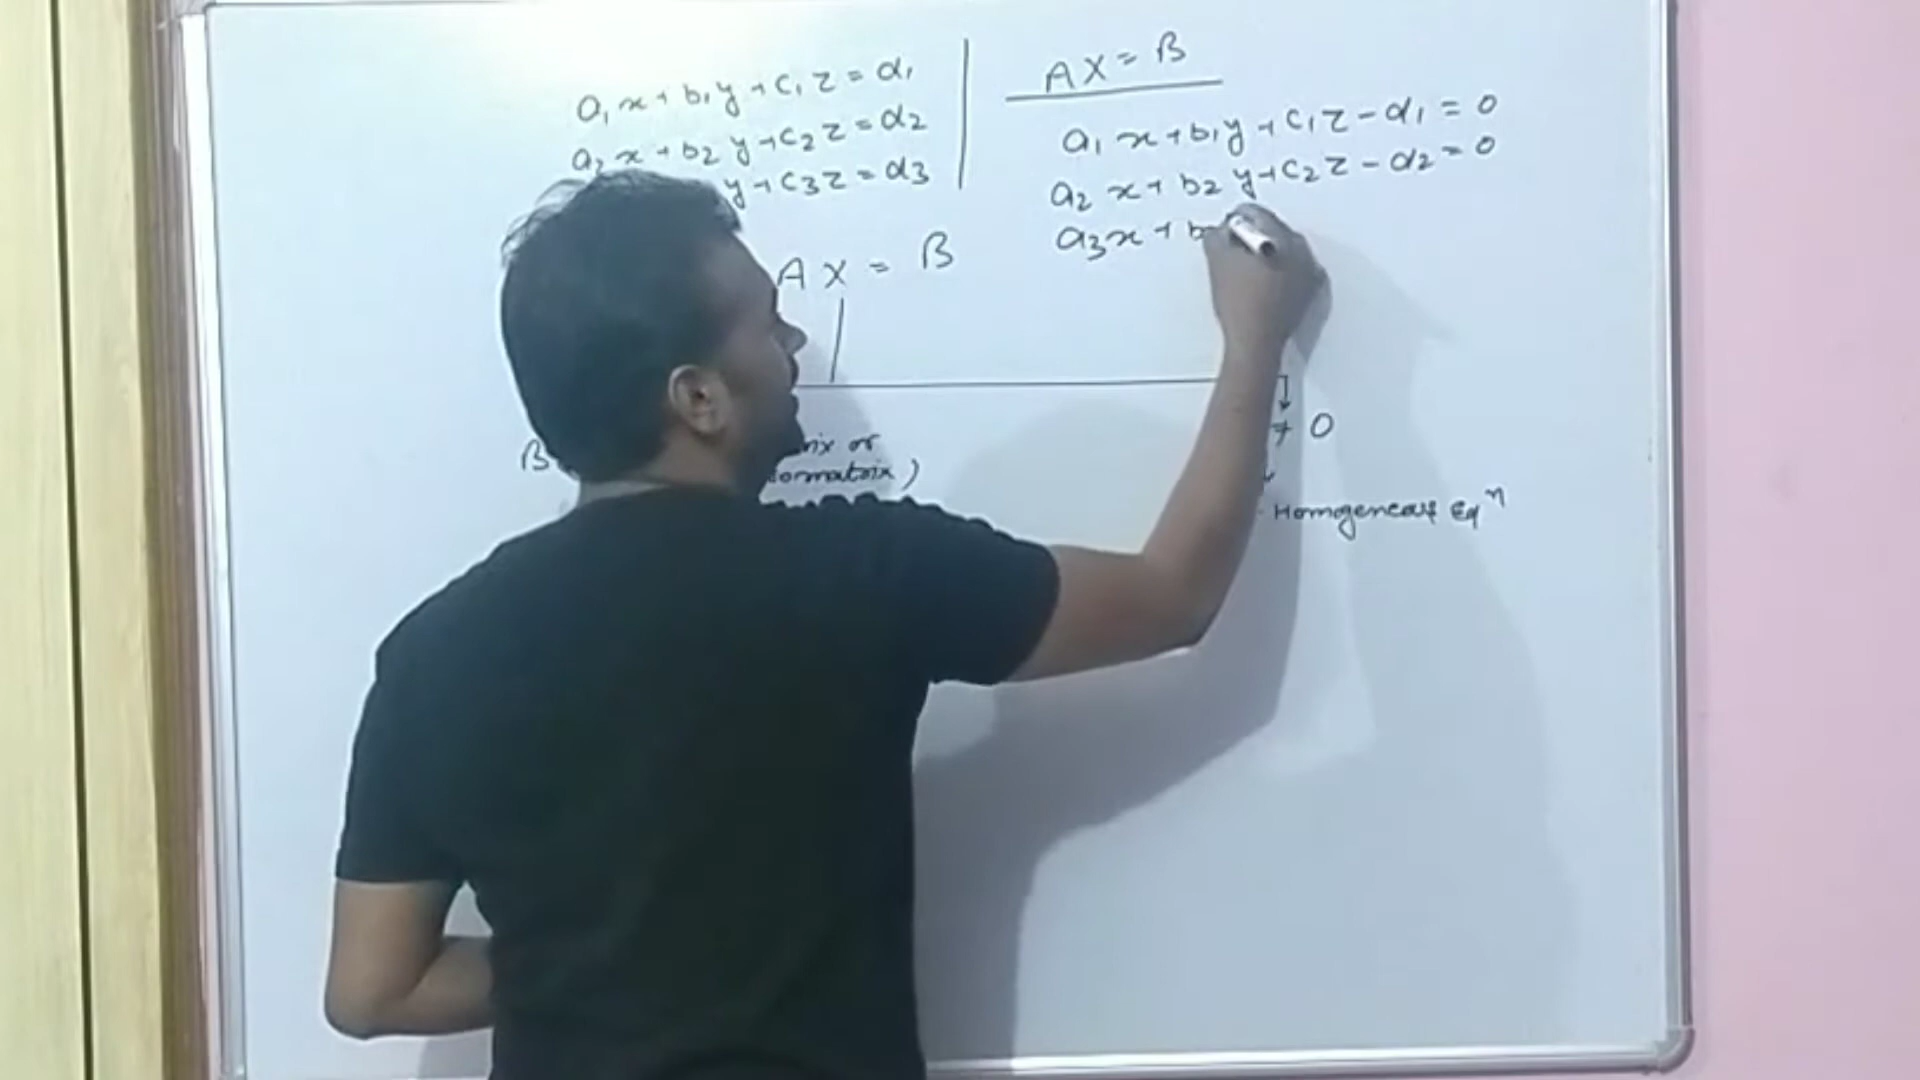 a₁x + b₁y + c₁z = d₁
a₂x + b₂y + c₂z = d₂
y + c₃z = d₃
AX = B
B
or
)
AX = B
a₁x + b₁y + c₁z - d₁ = 0
a₂x + b₂y + c₂z - d₂ = 0
a₃x + b
≠ 0
Homogeneous Eqⁿ